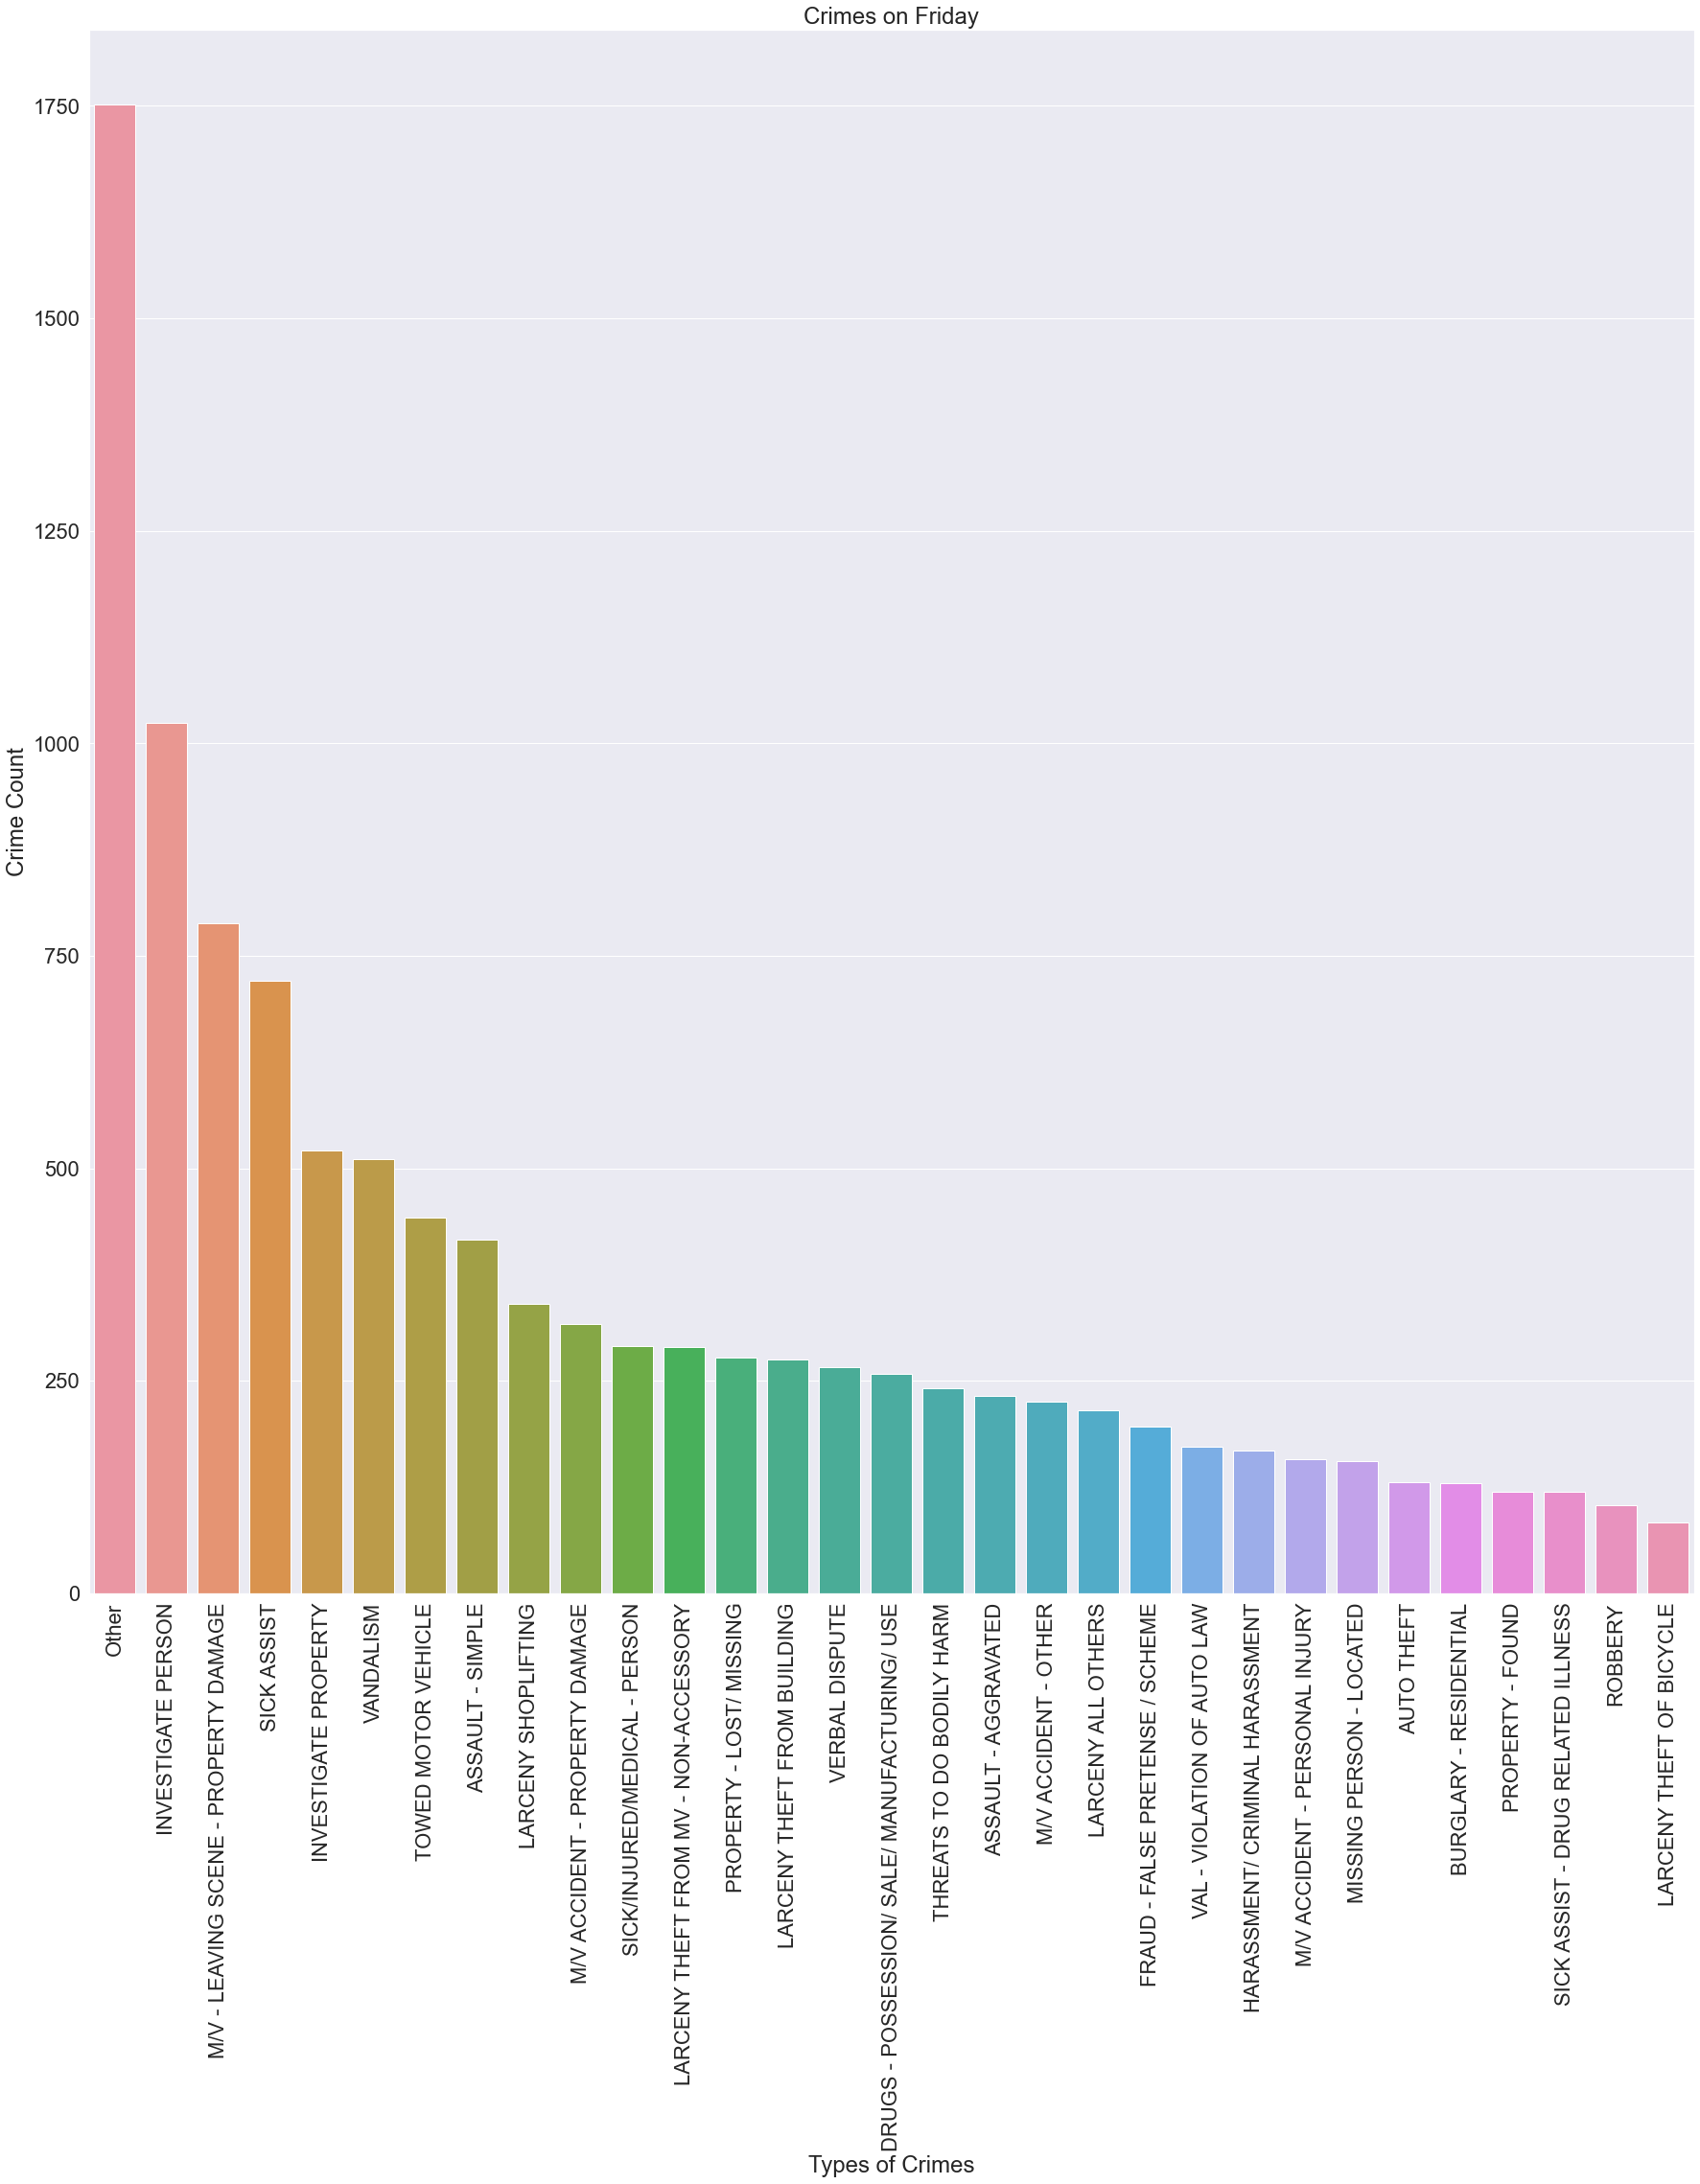 Crimes on Friday
Crime Count
1750
1500
1250
1000
750
500
250
0
Other
INVESTIGATE PERSON
M/V - LEAVING SCENE - PROPERTY DAMAGE
SICK ASSIST
INVESTIGATE PROPERTY
VANDALISM
TOWED MOTOR VEHICLE
ASSAULT - SIMPLE
LARCENY SHOPLIFTING
M/V ACCIDENT - PROPERTY DAMAGE
SICK/INJURED/MEDICAL - PERSON
LARCENY THEFT FROM MV - NON-ACCESSORY
PROPERTY - LOST/ MISSING
LARCENY THEFT FROM BUILDING
VERBAL DISPUTE
DRUGS - POSSESSION/ SALE/ MANUFACTURING/ USE
THREATS TO DO BODILY HARM
ASSAULT - AGGRAVATED
M/V ACCIDENT - OTHER
LARCENY ALL OTHERS
FRAUD - FALSE PRETENSE / SCHEME
VAL - VIOLATION OF AUTO LAW
HARASSMENT/ CRIMINAL HARASSMENT
M/V ACCIDENT - PERSONAL INJURY
MISSING PERSON - LOCATED
AUTO THEFT
BURGLARY - RESIDENTIAL
PROPERTY - FOUND
SICK ASSIST - DRUG RELATED ILLNESS
ROBBERY
LARCENY THEFT OF BICYCLE
Types of Crimes